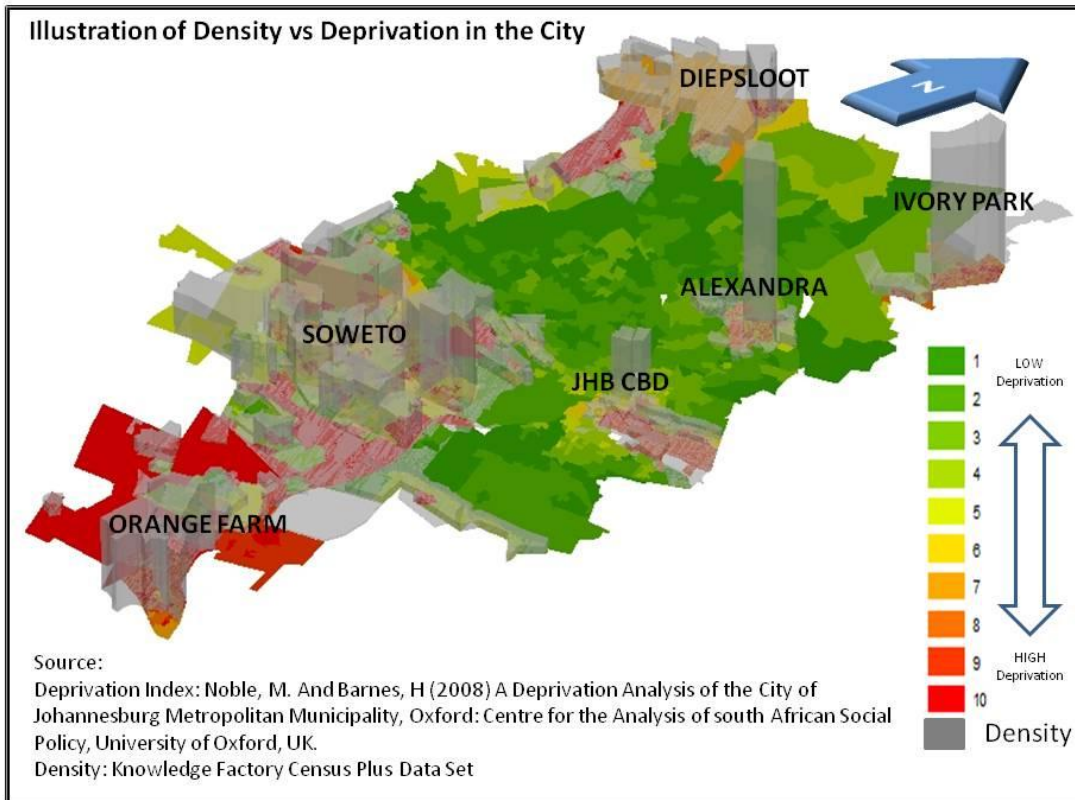 Illustration of Density vs Deprivation in the City
DIEPSLOOT
N
IVORY PARK
ALEXANDRA
SOWETO
JHB CBD
ORANGE FARM
1
LOW
Deprivation
2
3
4
5
6
7
8
9
HIGH
Deprivation
10
Density
Source:
Deprivation Index: Noble, M. And Barnes, H (2008) A Deprivation Analysis of the City of
Johannesburg Metropolitan Municipality, Oxford: Centre for the Analysis of south African Social
Policy, University of Oxford, UK.
Density: Knowledge Factory Census Plus Data Set